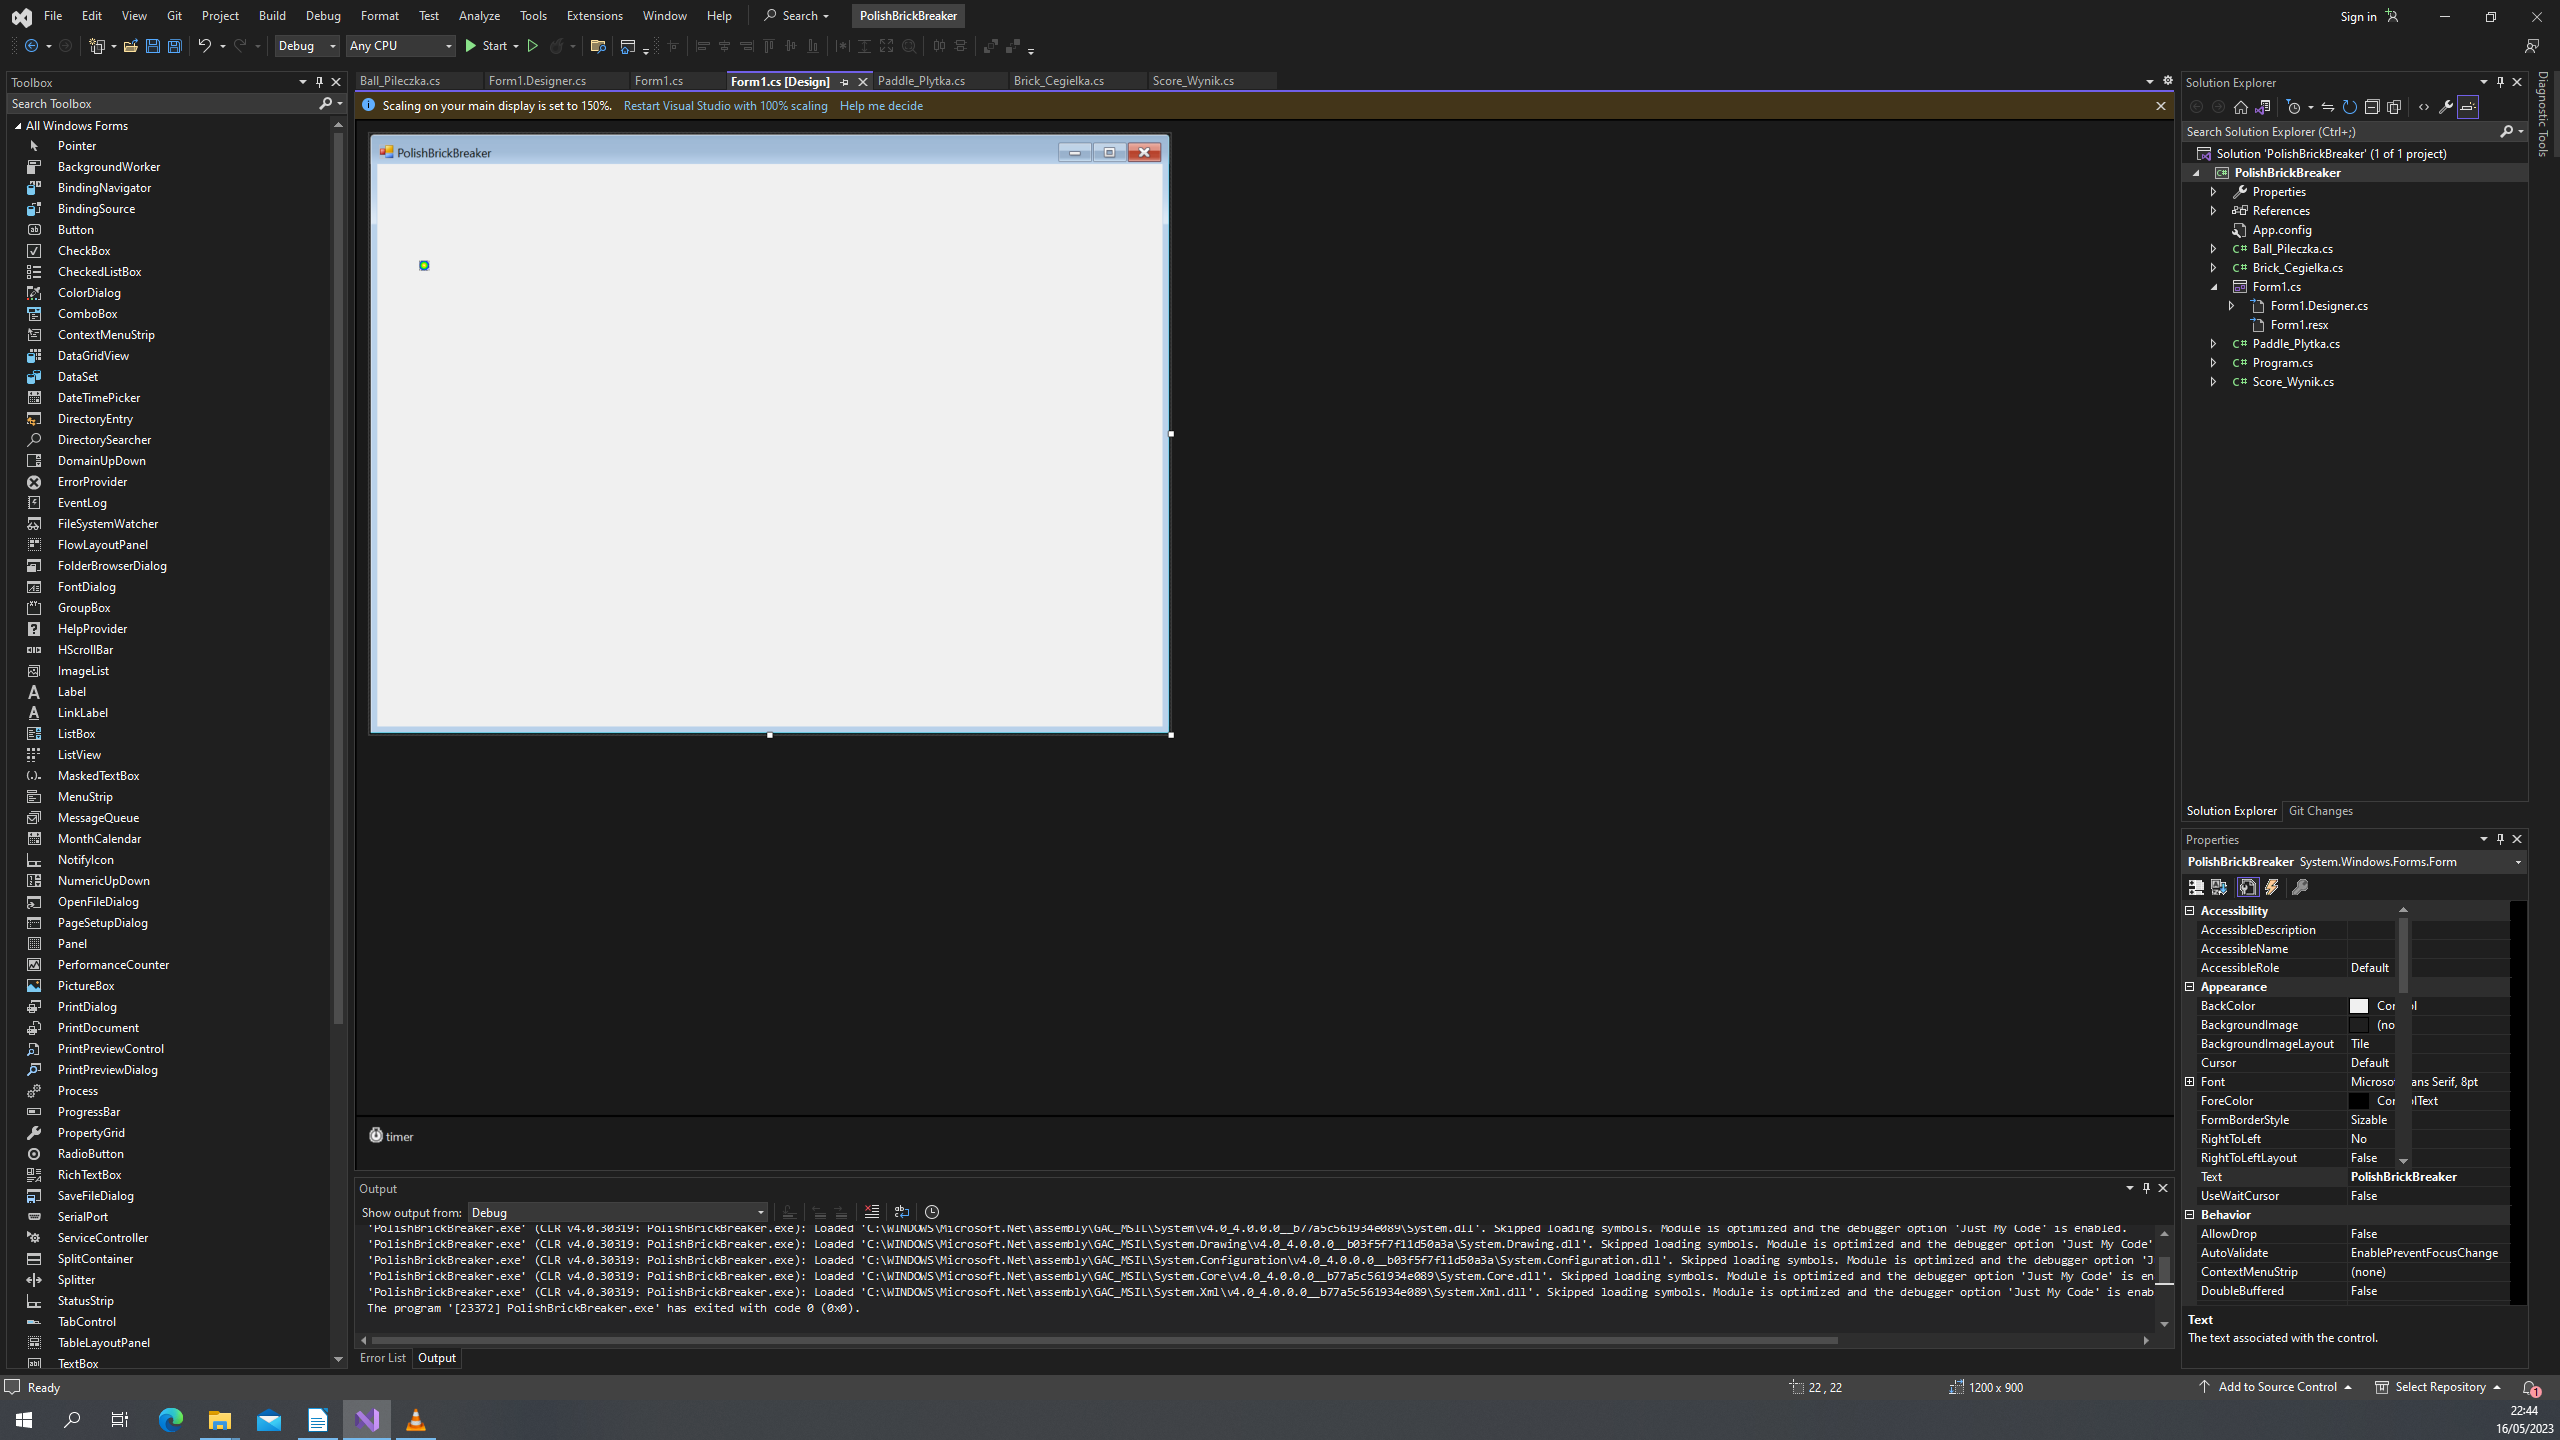 File Edit View Git Project Build Debug Format Test Analyze Tools Extensions Window Help Search PolishBrickBreaker Sign in
Debug Any CPU Start
Toolbox
Search Toolbox
All Windows Forms
Pointer
BackgroundWorker
BindingNavigator
BindingSource
Button
CheckBox
CheckedListBox
ColorDialog
ComboBox
ContextMenuStrip
DataGridView
DataSet
DateTimePicker
DirectoryEntry
DirectorySearcher
DomainUpDown
ErrorProvider
EventLog
FileSystemWatcher
FlowLayoutPanel
FolderBrowserDialog
FontDialog
GroupBox
HelpProvider
HScrollBar
ImageList
Label
LinkLabel
ListBox
ListView
MaskedTextBox
MenuStrip
MessageQueue
MonthCalendar
NotifyIcon
NumericUpDown
OpenFileDialog
PageSetupDialog
Panel
PerformanceCounter
PictureBox
PrintDialog
PrintDocument
PrintPreviewControl
PrintPreviewDialog
Process
ProgressBar
PropertyGrid
RadioButton
RichTextBox
SaveFileDialog
SerialPort
ServiceController
SplitContainer
Splitter
StatusStrip
TabControl
TableLayoutPanel
TextBox
Ball_Pileczka.cs Form1.Designer.cs Form1.cs Form1.cs [Design] Paddle_Plytka.cs Brick_Cegielka.cs Score_Wynik.cs
Scaling on your main display is set to 150%. Restart Visual Studio with 100% scaling Help me decide
PolishBrickBreaker
timer
Output
Show output from: Debug
'PolishBrickBreaker.exe' (CLR v4.0.30319: PolishBrickBreaker.exe): Loaded 'C:\WINDOWS\Microsoft.Net\assembly\GAC_MSIL\System\v4.0_4.0.0.0__b77a5c561934e089\System.dll'. Skipped loading symbols. Module is optimized and the debugger option 'Just My Code' is enabled.
'PolishBrickBreaker.exe' (CLR v4.0.30319: PolishBrickBreaker.exe): Loaded 'C:\WINDOWS\Microsoft.Net\assembly\GAC_MSIL\System.Drawing\v4.0_4.0.0.0__b03f5f7f11d50a3a\System.Drawing.dll'. Skipped loading symbols. Module is optimized and the debugger option 'Just My Code'
'PolishBrickBreaker.exe' (CLR v4.0.30319: PolishBrickBreaker.exe): Loaded 'C:\WINDOWS\Microsoft.Net\assembly\GAC_MSIL\System.Configuration\v4.0_4.0.0.0__b03f5f7f11d50a3a\System.Configuration.dll'. Skipped loading symbols. Module is optimized and the debugger option 'J
'PolishBrickBreaker.exe' (CLR v4.0.30319: PolishBrickBreaker.exe): Loaded 'C:\WINDOWS\Microsoft.Net\assembly\GAC_MSIL\System.Core\v4.0_4.0.0.0__b77a5c561934e089\System.Core.dll'. Skipped loading symbols. Module is optimized and the debugger option 'Just My Code' is en
'PolishBrickBreaker.exe' (CLR v4.0.30319: PolishBrickBreaker.exe): Loaded 'C:\WINDOWS\Microsoft.Net\assembly\GAC_MSIL\System.Xml\v4.0_4.0.0.0__b77a5c561934e089\System.Xml.dll'. Skipped loading symbols. Module is optimized and the debugger option 'Just My Code' is enab
The program '[23372] PolishBrickBreaker.exe' has exited with code 0 (0x0).
Error List Output
Solution Explorer
Search Solution Explorer (Ctrl+;)
Solution 'PolishBrickBreaker' (1 of 1 project)
PolishBrickBreaker
Properties
References
App.config
Ball_Pileczka.cs
Brick_Cegielka.cs
Form1.cs
Form1.Designer.cs
Form1.resx
Paddle_Plytka.cs
Program.cs
Score_Wynik.cs
Solution Explorer Git Changes
Diagnostic Tools
Properties
PolishBrickBreaker System.Windows.Forms.Form
Accessibility
AccessibleDescription
AccessibleName
AccessibleRole Default
Appearance
BackColor
BackgroundImage
BackgroundImageLayout Tile
Cursor Default
Font Sans Serif, 8pt
ForeColor
FormBorderStyle Sizable
RightToLeft No
RightToLeftLayout False
Text PolishBrickBreaker
UseWaitCursor False
Behavior
AllowDrop False
AutoValidate EnablePreventFocusChange
ContextMenuStrip (none)
DoubleBuffered False
Text
The text associated with the control.
Ready 22 , 22 1200 x 900 Add to Source Control Select Repository 1
22:44
16/05/2023